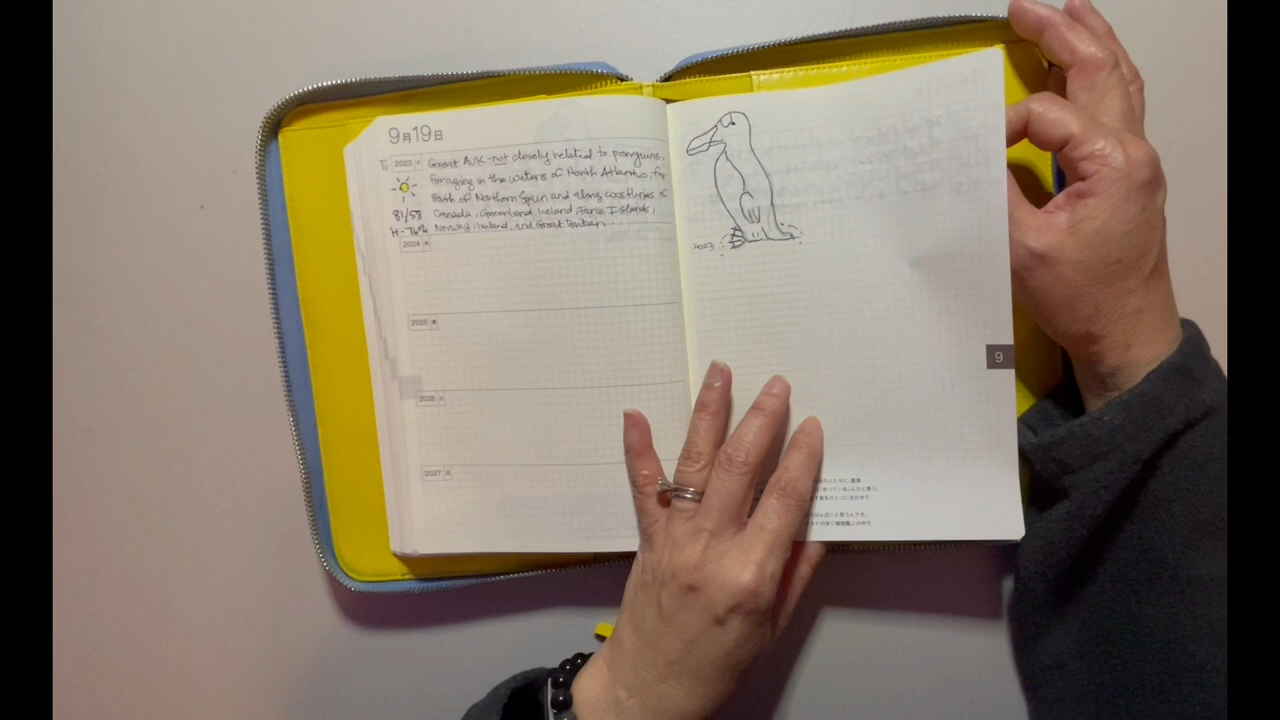 9月19日
2023
Great Auk - not closely related to penguins,
foraging in the waters of North Atlantic, far
South of Northern Spain and along coastlines of
81/58 Canada, Greenland, Iceland, Faroe Islands,
H-76% Norway, Ireland, and Great
2024
2025
2026
2027
2023
9